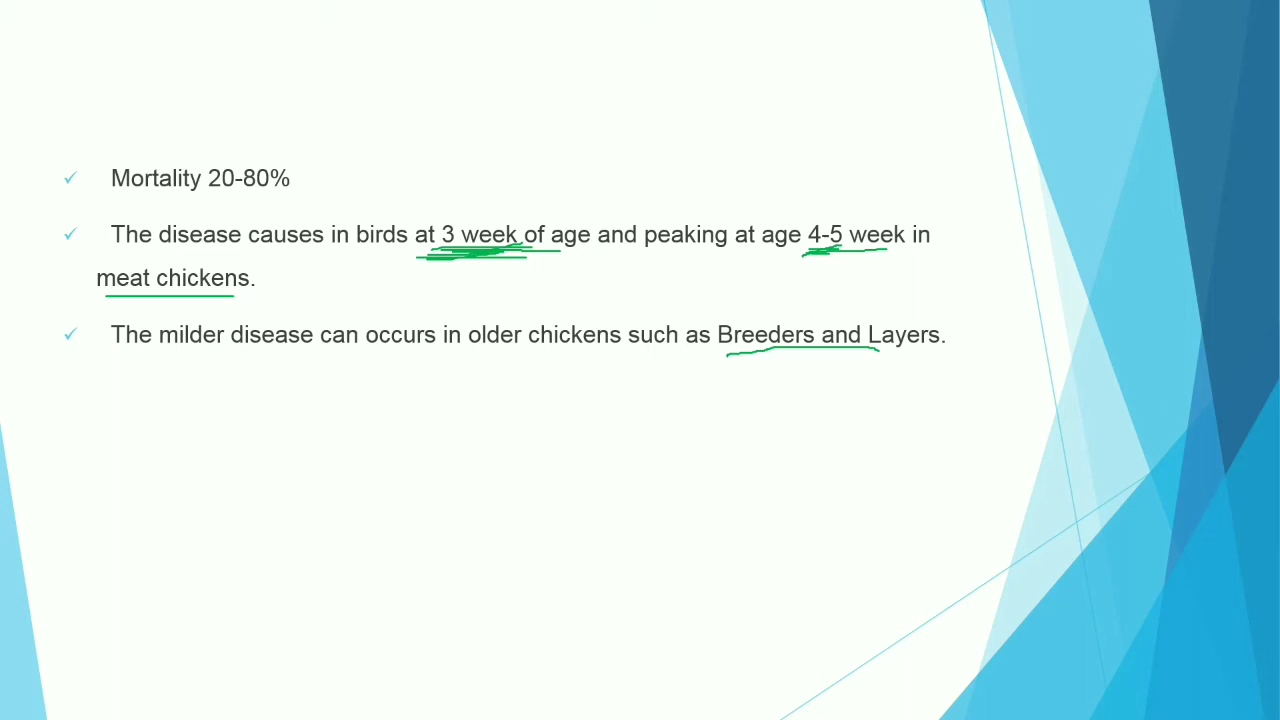 Mortality 20-80%
The disease causes in birds at 3 week of age and peaking at age 4-5 week in
meat chickens.
The milder disease can occurs in older chickens such as Breeders and Layers.